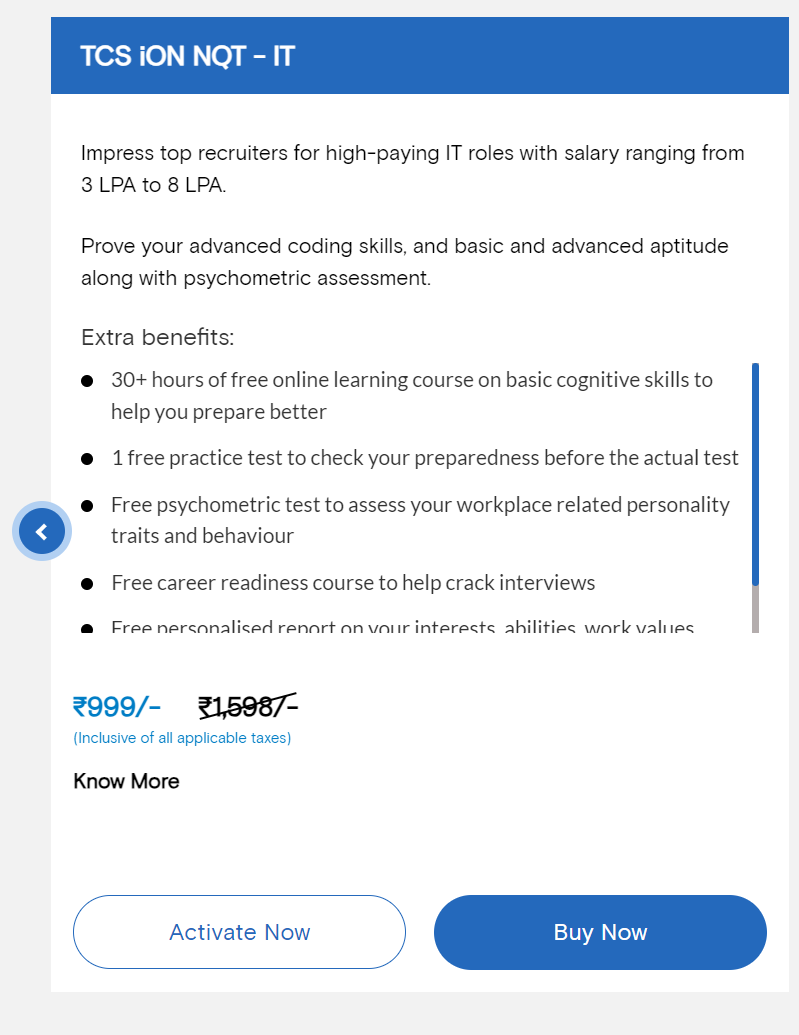 TCS iON NQT – IT
Impress top recruiters for high-paying IT roles with salary ranging from
3 LPA to 8 LPA.
Prove your advanced coding skills, and basic and advanced aptitude
along with psychometric assessment.
Extra benefits:
30+ hours of free online learning course on basic cognitive skills to
help you prepare better
1 free practice test to check your preparedness before the actual test
Free psychometric test to assess your workplace related personality
traits and behaviour
Free career readiness course to help crack interviews
Free personalised report on your interests, abilities, work values,
₹999/- ₹1,598/-
(Inclusive of all applicable taxes)
Know More
Activate Now Buy Now